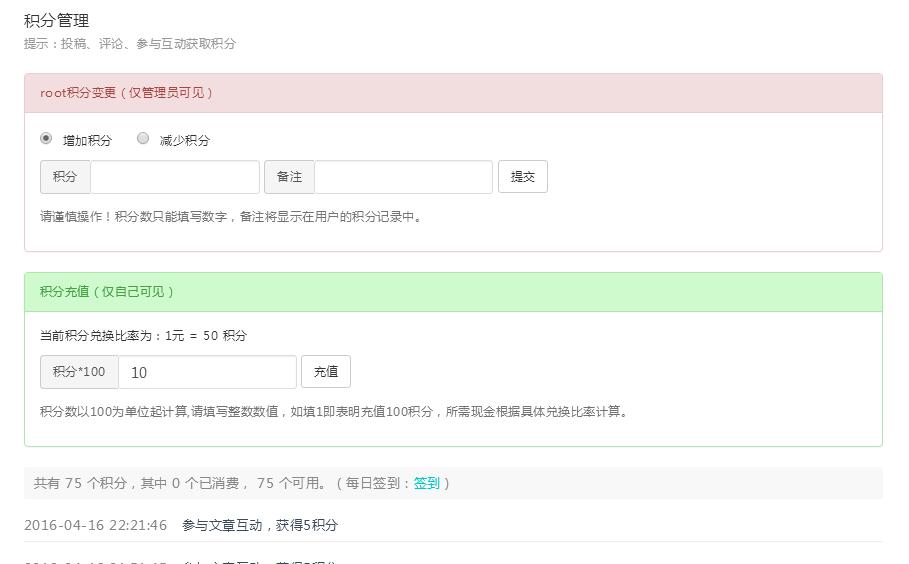 积分管理
提示：投稿、评论、参与互动获取积分
root积分变更（仅管理员可见）
增加积分 减少积分
积分 备注 提交
请谨慎操作！积分数只能填写数字，备注将显示在用户的积分记录中。
积分充值（仅自己可见）
当前积分兑换比率为：1元 = 50 积分
积分*100 10 充值
积分数以100为单位起计算,请填写整数数值，如填1即表明充值100积分，所需现金根据具体兑换比率计算。
共有 75 个积分，其中 0 个已消费， 75 个可用。（每日签到：签到）
2016-04-16 22:21:46 参与文章互动，获得5积分